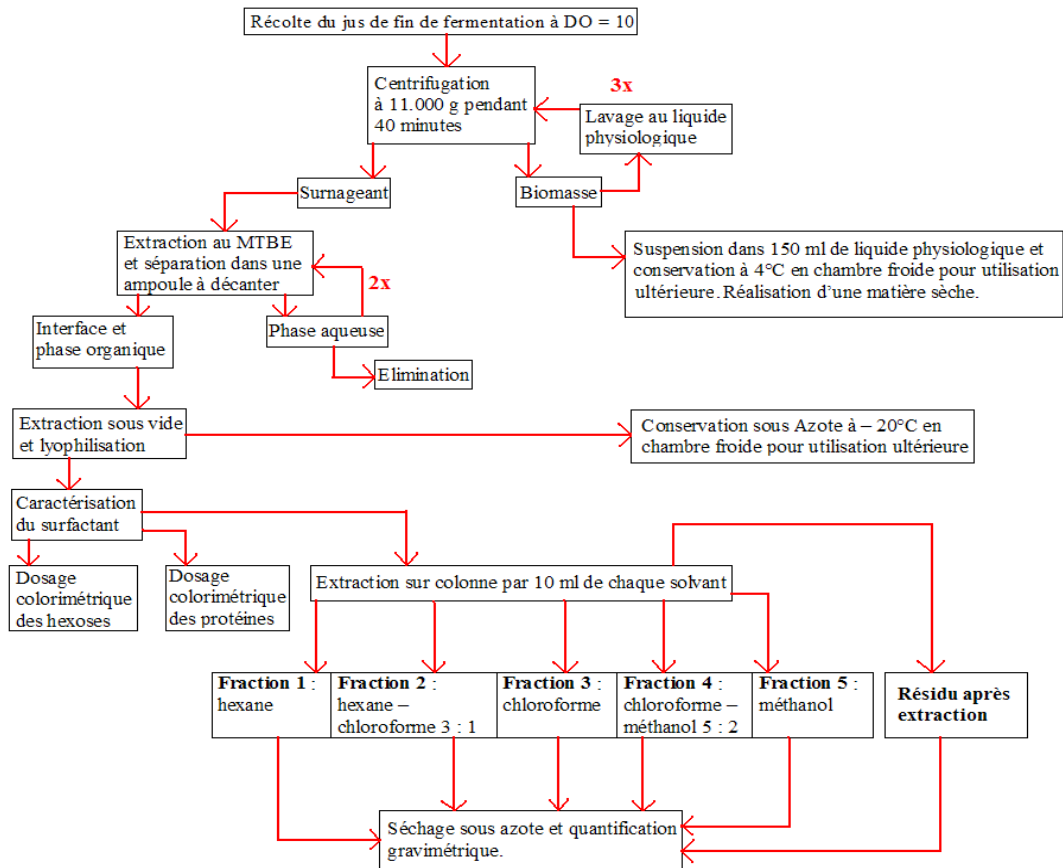 Récolte du jus de fin de fermentation à DO = 10
Centrifugation
à 11.000 g pendant
40 minutes
3x
Lavage au liquide
physiologique
Surnageant
Biomasse
Extraction au MTBE
et séparation dans une
ampoule à décanter
2x
Suspension dans 150 ml de liquide physiologique et
conservation à 4°C en chambre froide pour utilisation
ultérieure. Réalisation d’une matière sèche.
Interface et
phase organique
Phase aqueuse
Elimination
Extraction sous vide
et lyophilisation
Conservation sous Azote à – 20°C en
chambre froide pour utilisation ultérieure
Caractérisation
du surfactant
Dosage
colorimétrique
des hexoses
Dosage
colorimétrique
des protéines
Extraction sur colonne par 10 ml de chaque solvant
Fraction 1 :
hexane
Fraction 2 :
hexane –
chloroforme 3 : 1
Fraction 3 :
chloroforme
Fraction 4 :
chloroforme –
méthanol 5 : 2
Fraction 5 :
méthanol
Résidu après
extraction
Séchage sous azote et quantification
gravimétrique.